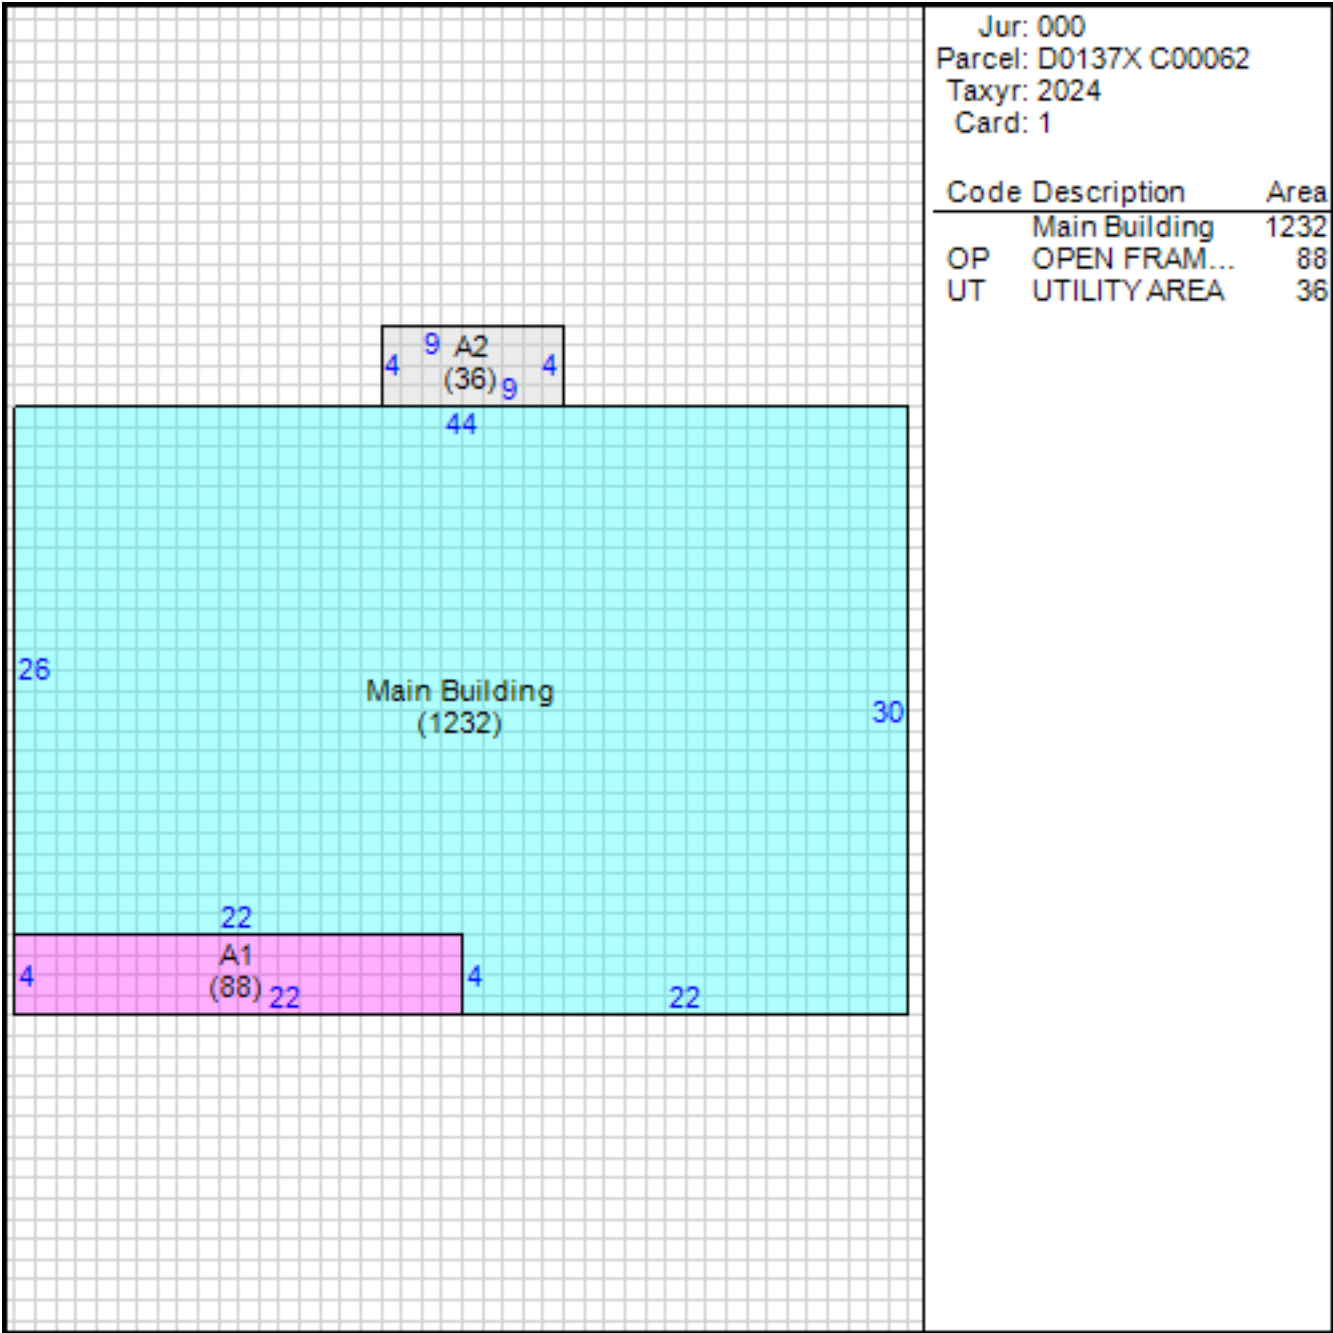 Jur: 000
Parcel: D0137X C00062
Taxyr: 2024
Card: 1
Code Description Area
Main Building 1232
OP OPEN FRAM... 88
UT UTILITY AREA 36
9 A2
4 4
(36) 9
44
26
Main Building
(1232)
30
22
A1
4 4
(88) 22 22